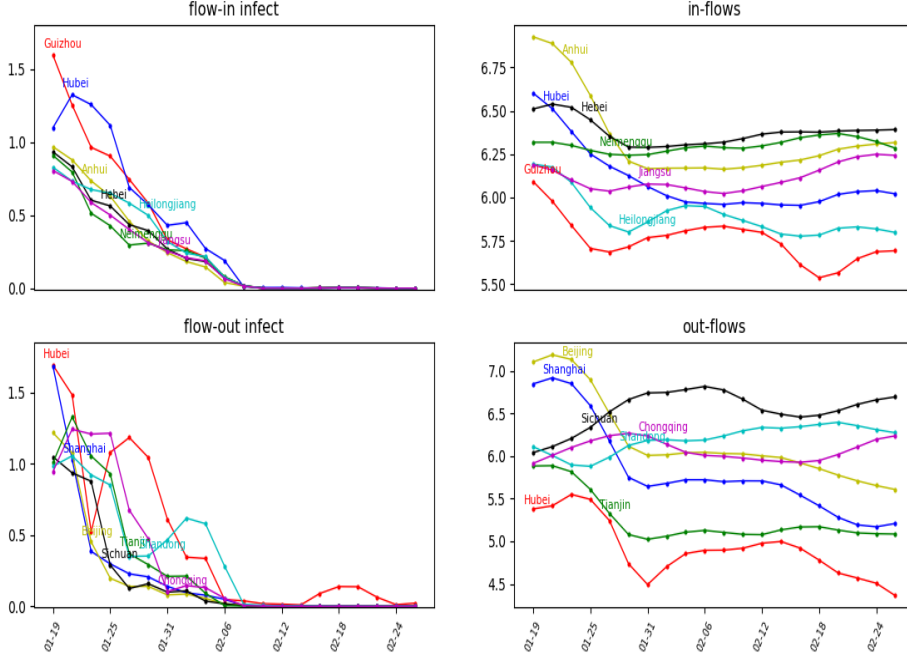 flow-in infect
1.5
1.0
0.5
0.0
Guizhou
Hubei
Anhui
Hebei
Heilongjiang
Neimenggu
Jiangsu
in-flows
6.75
6.50
6.25
6.00
5.75
5.50
Anhui
Hubei
Hebei
Neimenggu
Guizhou
Jiangsu
Heilongjiang
flow-out infect
1.5
1.0
0.5
0.0
Hubei
Shanghai
Beijing
Tianjin
Shandong
Sichuan
Chongqing
01-19
01-25
01-31
02-06
02-12
02-18
02-24
out-flows
7.0
6.5
6.0
5.5
5.0
4.5
Beijing
Shanghai
Sichuan
Chongqing
Shandong
Tianjin
Hubei
01-19
01-25
01-31
02-06
02-12
02-18
02-24